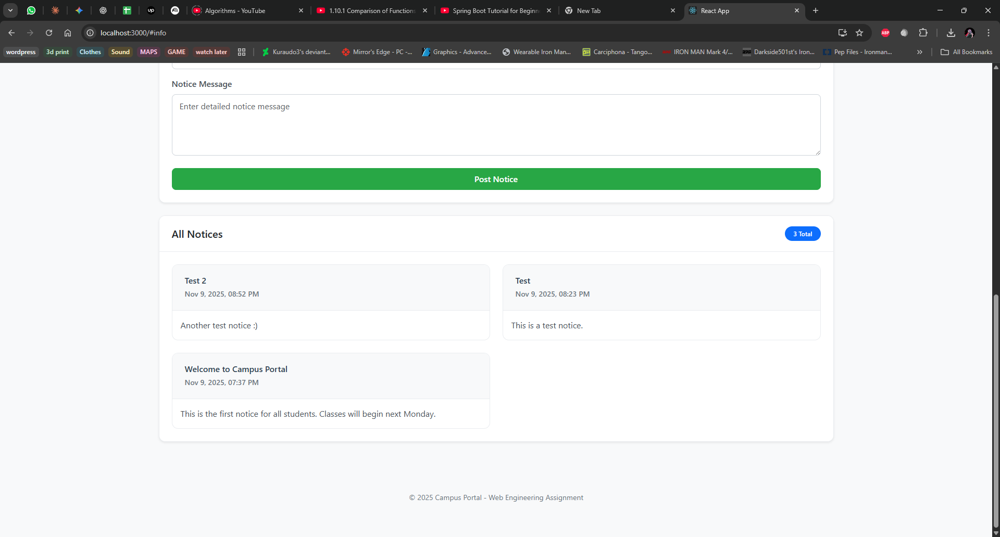 Algorithms - YouTube
1.10.1 Comparison of Functions
Spring Boot Tutorial for Beginn
New Tab
React App
localhost:3000/#info
ABP
wordpress
3d print
Clothes
Sound
MAPS
GAME
watch later
Kuraudo3's deviant...
Mirror's Edge - PC -...
Graphics - Advance...
Wearable Iron Man...
Carciphona - Tango...
IRON MAN Mark 4/...
Darkside501st's Iron...
Pep Files - Ironman...
All Bookmarks
Notice Message
Enter detailed notice message
Post Notice
All Notices
3 Total
Test 2
Nov 9, 2025, 08:52 PM
Another test notice :)
Test
Nov 9, 2025, 08:23 PM
This is a test notice.
Welcome to Campus Portal
Nov 9, 2025, 07:37 PM
This is the first notice for all students. Classes will begin next Monday.
© 2025 Campus Portal - Web Engineering Assignment